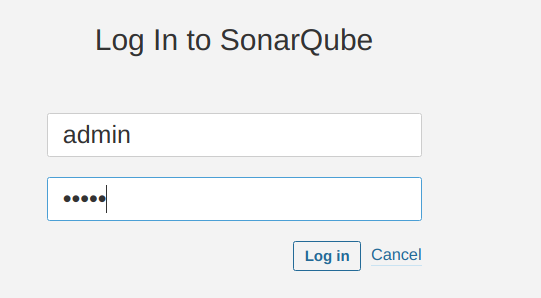 Log In to SonarQube
admin
•••••
Log in Cancel